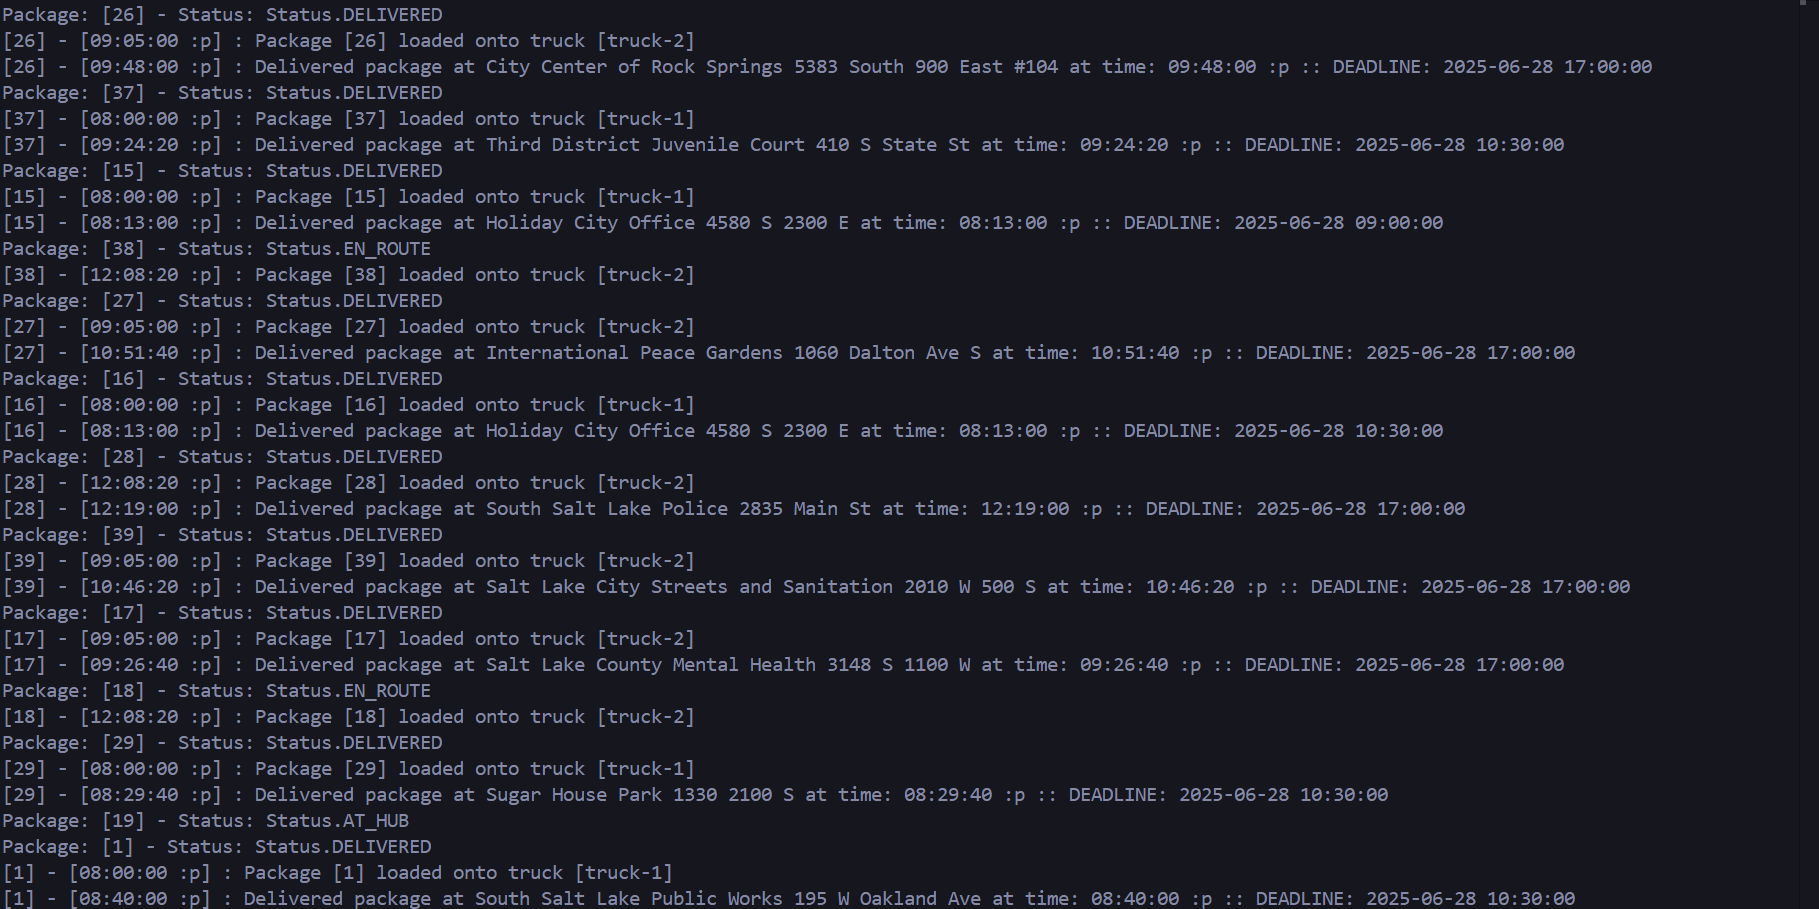 Package: [26] - Status: Status.DELIVERED
[26] - [09:05:00 :p] : Package [26] loaded onto truck [truck-2]
[26] - [09:48:00 :p] : Delivered package at City Center of Rock Springs 5383 South 900 East #104 at time: 09:48:00 :p :: DEADLINE: 2025-06-28 17:00:00
Package: [37] - Status: Status.DELIVERED
[37] - [08:00:00 :p] : Package [37] loaded onto truck [truck-1]
[37] - [09:24:20 :p] : Delivered package at Third District Juvenile Court 410 S State St at time: 09:24:20 :p :: DEADLINE: 2025-06-28 10:30:00
Package: [15] - Status: Status.DELIVERED
[15] - [08:00:00 :p] : Package [15] loaded onto truck [truck-1]
[15] - [08:13:00 :p] : Delivered package at Holiday City Office 4580 S 2300 E at time: 08:13:00 :p :: DEADLINE: 2025-06-28 09:00:00
Package: [38] - Status: Status.EN_ROUTE
[38] - [12:08:20 :p] : Package [38] loaded onto truck [truck-2]
Package: [27] - Status: Status.DELIVERED
[27] - [09:05:00 :p] : Package [27] loaded onto truck [truck-2]
[27] - [10:51:40 :p] : Delivered package at International Peace Gardens 1060 Dalton Ave S at time: 10:51:40 :p :: DEADLINE: 2025-06-28 17:00:00
Package: [16] - Status: Status.DELIVERED
[16] - [08:00:00 :p] : Package [16] loaded onto truck [truck-1]
[16] - [08:13:00 :p] : Delivered package at Holiday City Office 4580 S 2300 E at time: 08:13:00 :p :: DEADLINE: 2025-06-28 10:30:00
Package: [28] - Status: Status.DELIVERED
[28] - [12:08:20 :p] : Package [28] loaded onto truck [truck-2]
[28] - [12:19:00 :p] : Delivered package at South Salt Lake Police 2835 Main St at time: 12:19:00 :p :: DEADLINE: 2025-06-28 17:00:00
Package: [39] - Status: Status.DELIVERED
[39] - [09:05:00 :p] : Package [39] loaded onto truck [truck-2]
[39] - [10:46:20 :p] : Delivered package at Salt Lake City Streets and Sanitation 2010 W 500 S at time: 10:46:20 :p :: DEADLINE: 2025-06-28 17:00:00
Package: [17] - Status: Status.DELIVERED
[17] - [09:05:00 :p] : Package [17] loaded onto truck [truck-2]
[17] - [09:26:40 :p] : Delivered package at Salt Lake County Mental Health 3148 S 1100 W at time: 09:26:40 :p :: DEADLINE: 2025-06-28 17:00:00
Package: [18] - Status: Status.EN_ROUTE
[18] - [12:08:20 :p] : Package [18] loaded onto truck [truck-2]
Package: [29] - Status: Status.DELIVERED
[29] - [08:00:00 :p] : Package [29] loaded onto truck [truck-1]
[29] - [08:29:40 :p] : Delivered package at Sugar House Park 1330 2100 S at time: 08:29:40 :p :: DEADLINE: 2025-06-28 10:30:00
Package: [19] - Status: Status.AT_HUB
Package: [1] - Status: Status.DELIVERED
[1] - [08:00:00 :p] : Package [1] loaded onto truck [truck-1]
[1] - [08:40:00 :p] : Delivered package at South Salt Lake Public Works 195 W Oakland Ave at time: 08:40:00 :p :: DEADLINE: 2025-06-28 10:30:00